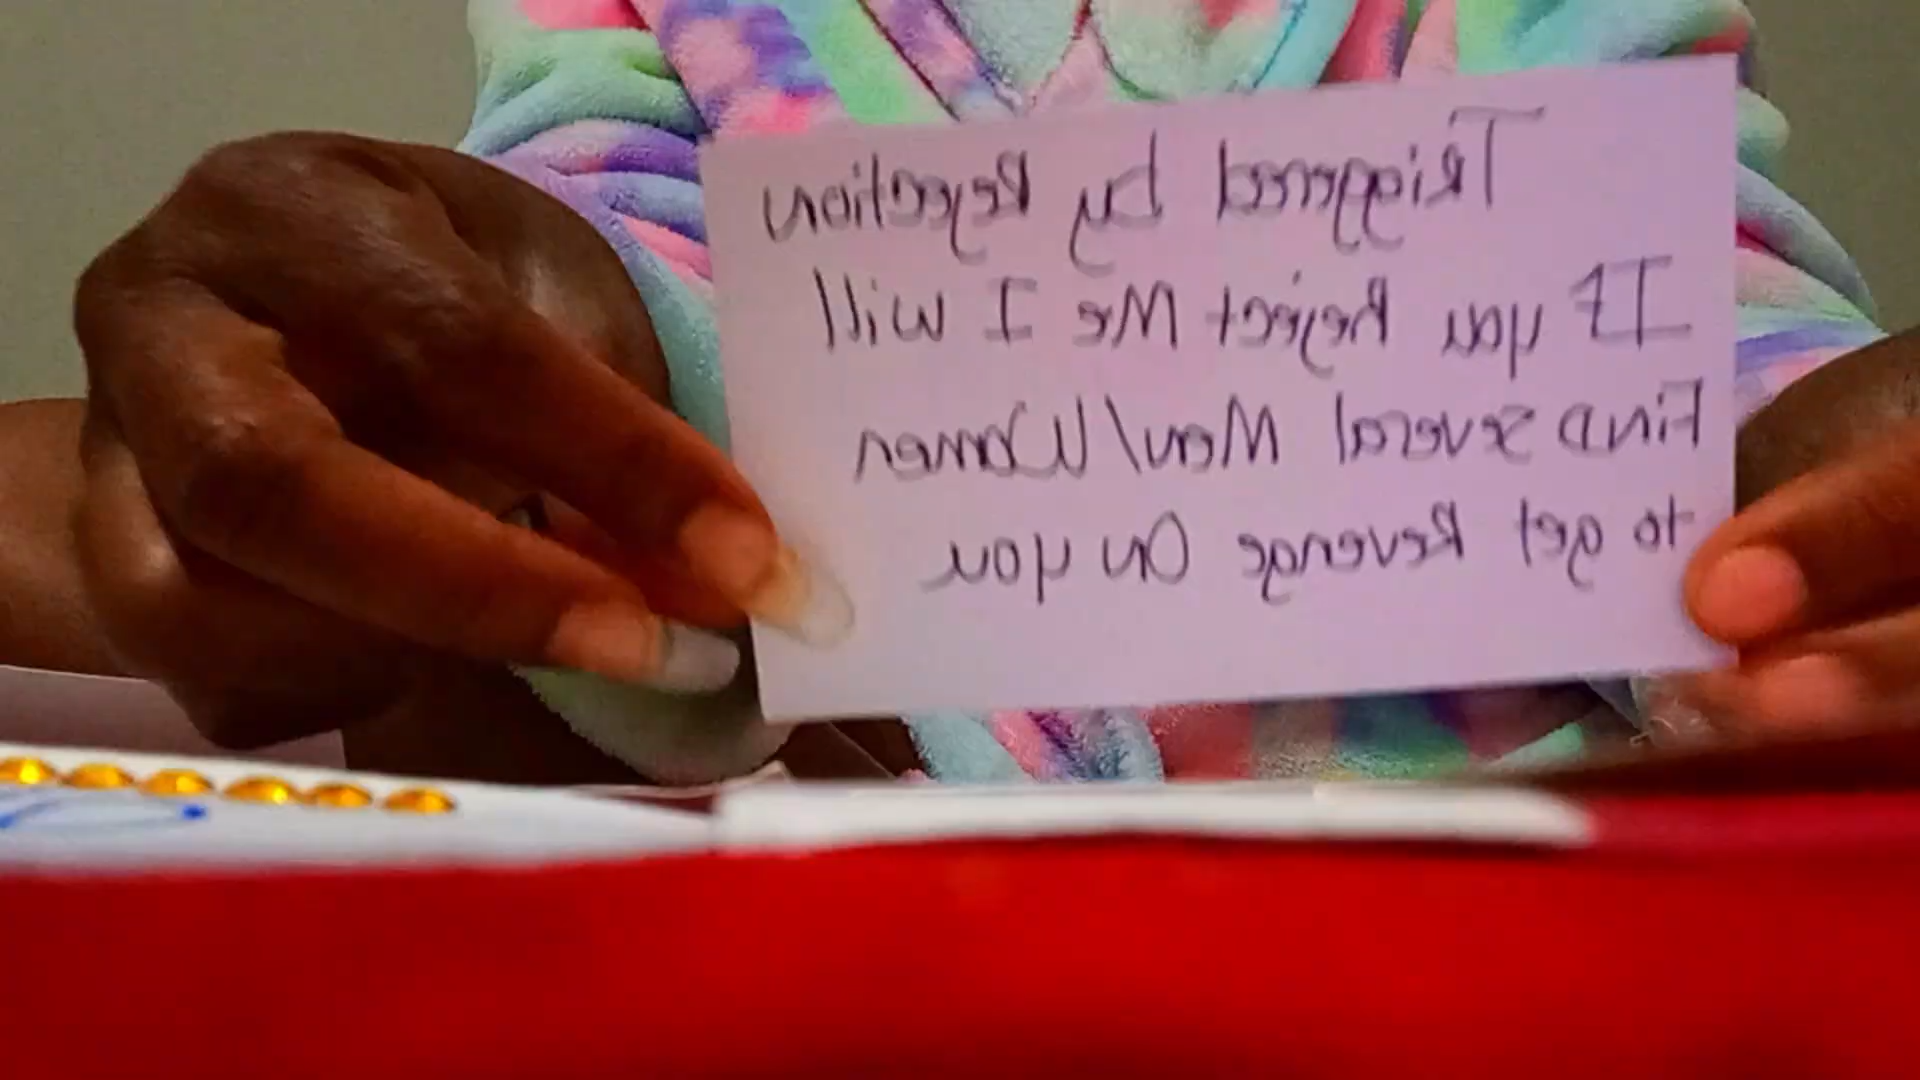 Triggered by Rejection
If you Reject Me I will
Find several Men/Women
to get Revenge On you